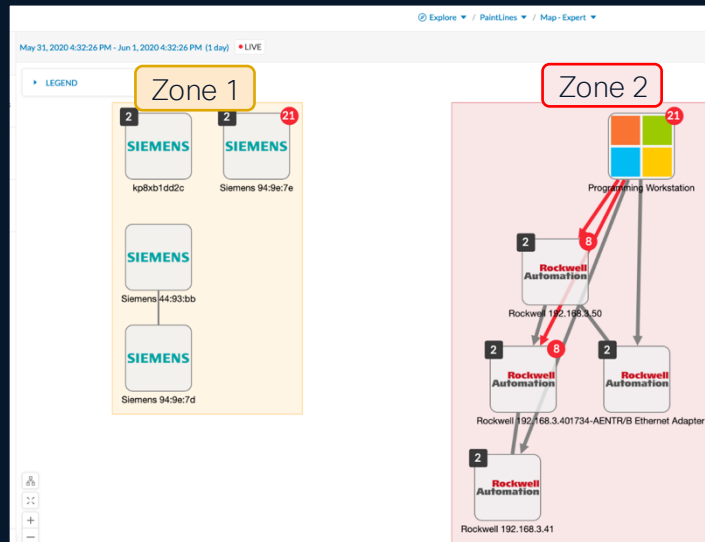 Explore / PaintLines / Map - Expert
May 31, 2020 4:32:26 PM - Jun 1, 2020 4:32:26 PM (1 day) LIVE
LEGEND
Zone 1
Zone 2
2
SIEMENS
kp8xb1dd2c
2
21
SIEMENS
Siemens 94:9e:7e
SIEMENS
Siemens 44:93:bb
SIEMENS
Siemens 94:9e:7d
21
Programming Workstation
2
8
Rockwell
Automation
Rockwell 192.168.3.50
2
8
Rockwell
Automation
2
Rockwell
Automation
Rockwell 192.168.3.401734-AENTR/B Ethernet Adapter
2
Rockwell
Automation
Rockwell 192.168.3.41